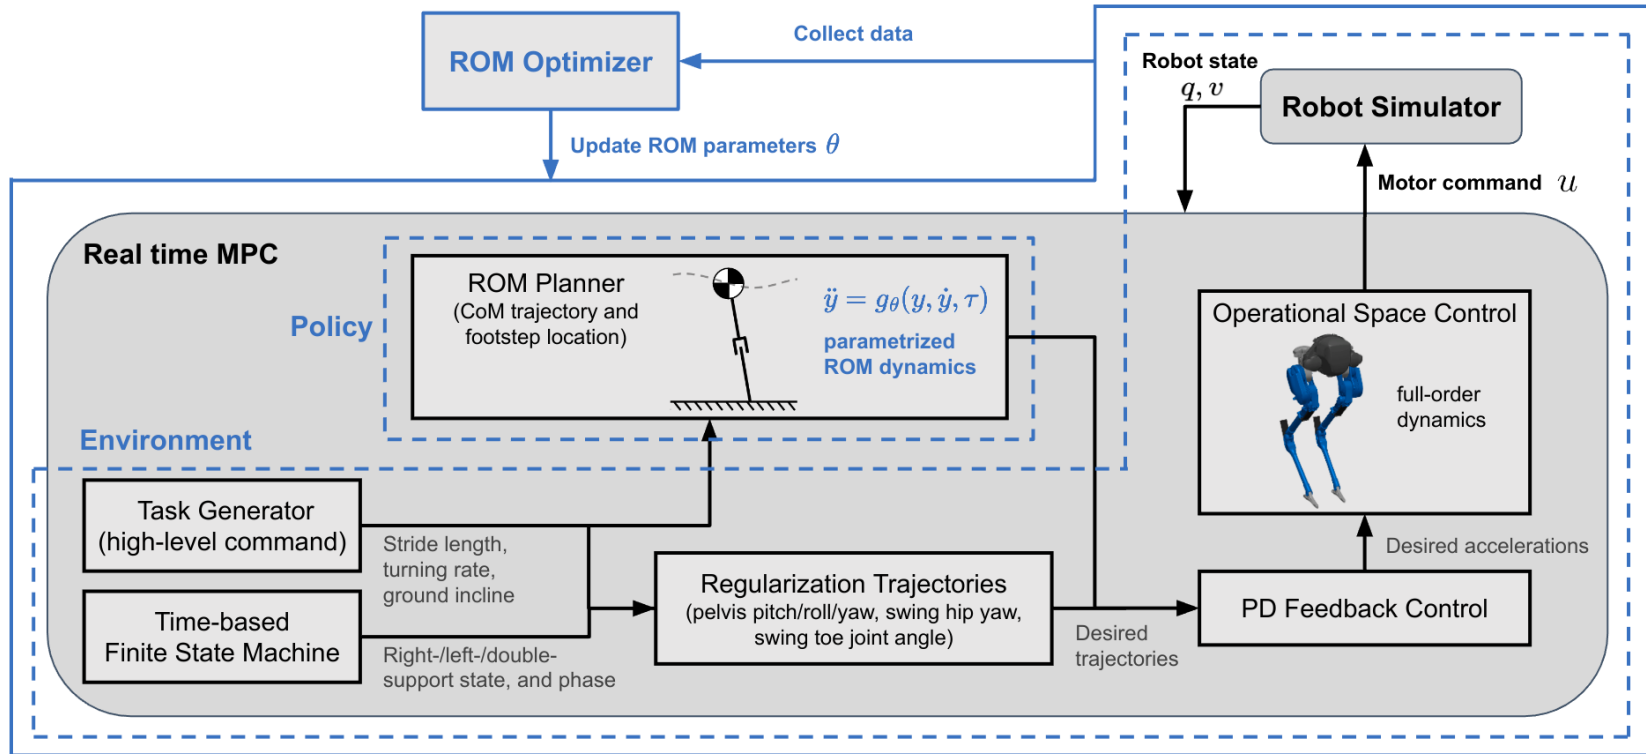 ROM Optimizer
Collect data
Update ROM parameters θ
Robot state
q, v
Robot Simulator
Motor command u
Real time MPC
Policy
ROM Planner
(CoM trajectory and
footstep location)
ÿ = g_θ(y, ẏ, τ)
parametrized
ROM dynamics
Operational Space Control
full-order
dynamics
Environment
Task Generator
(high-level command)
Stride length,
turning rate,
ground incline
Time-based
Finite State Machine
Right-/left-/double-
support state, and phase
Regularization Trajectories
(pelvis pitch/roll/yaw, swing hip yaw,
swing toe joint angle)
Desired
trajectories
Desired accelerations
PD Feedback Control